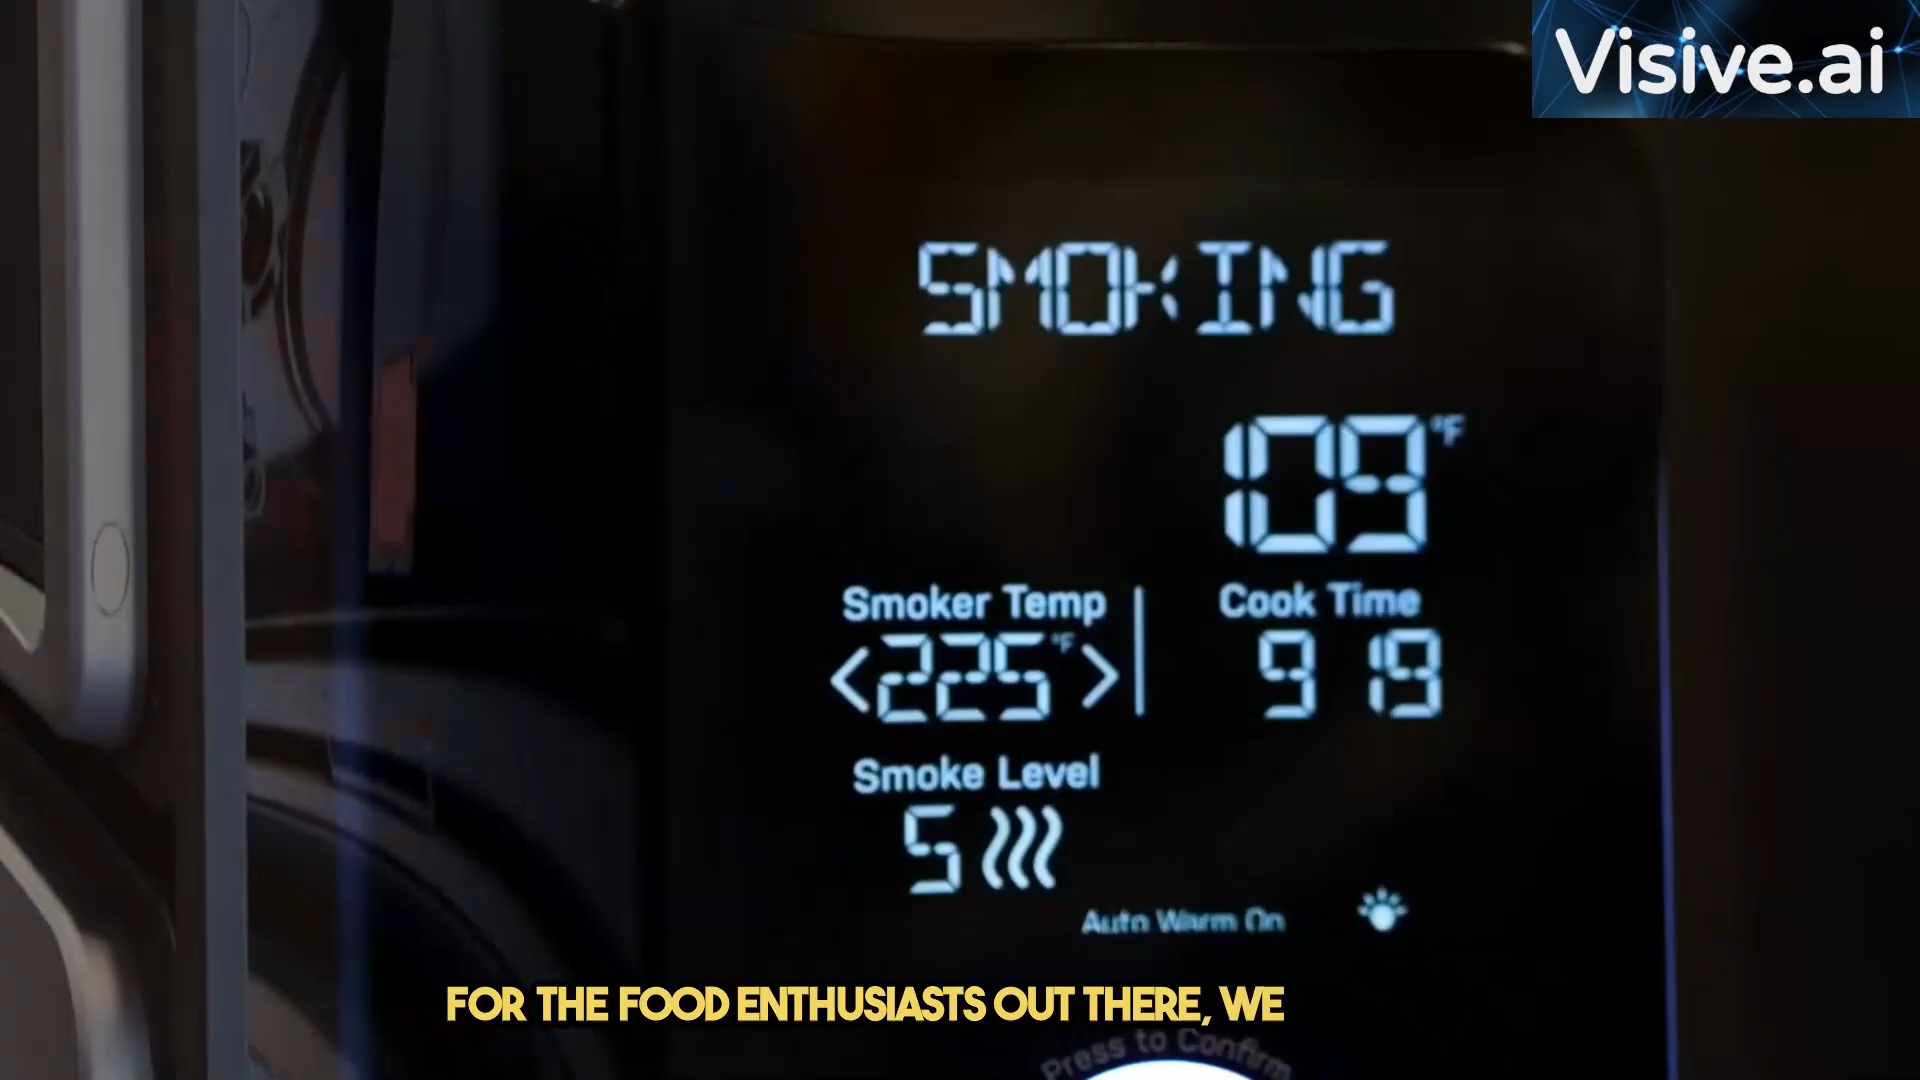 Visive.ai
SMOKING
109°F
Smoker Temp
<225°F>
Cook Time
9 19
Smoke Level
5
Auto Warm On
FOR THE FOOD ENTHUSIASTS OUT THERE, WE
Press to Confirm